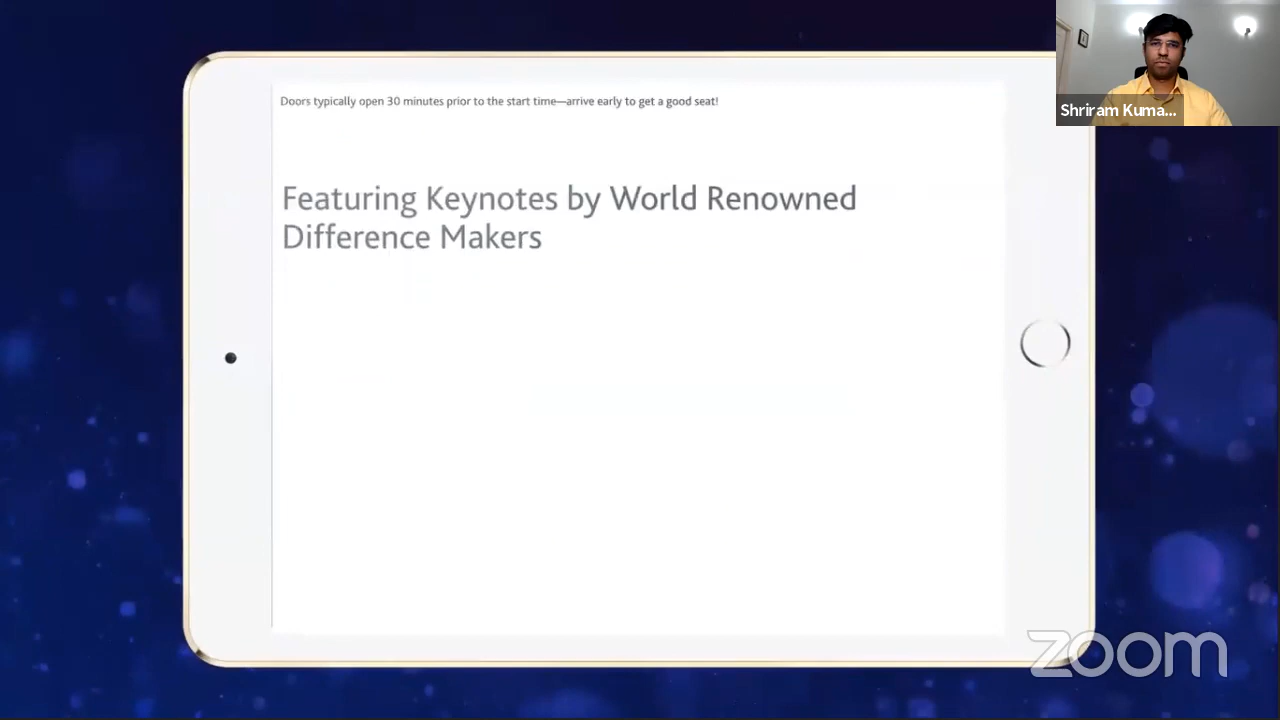 Doors typically open 30 minutes prior to the start time—arrive early to get a good seat!
Shriram Kuma...
Featuring Keynotes by World Renowned
Difference Makers
zoom